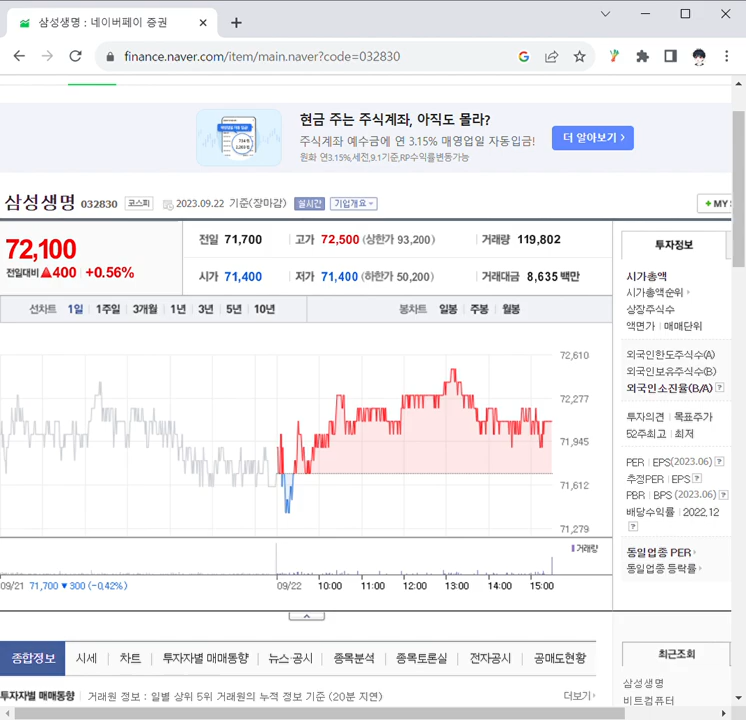 삼성생명 : 네이버페이 증권
finance.naver.com/item/main.naver?code=032830
현금 주는 주식계좌, 아직도 몰라?
주식계좌 예수금에 연 3.15% 매영업일 자동입금!
원화 연3.15%,세전,9.1기준,RP수익률변동가능
더 알아보기 >
삼성생명 032830 코스피 2023.09.22 기준(장마감) 실시간 기업개요
+ MY
72,100
전일대비 ▲400 +0.56%
전일 71,700 고가 72,500 (상한가 93,200) 거래량 119,802
시가 71,400 저가 71,400 (하한가 50,200) 거래대금 8,635 백만
선차트 1일 1주일 3개월 1년 3년 5년 10년 봉차트 일봉 주봉 월봉
72,610
72,277
71,945
71,612
71,279
거래량
09/21 71,700 ▼ 300 (-0.42%) 09/22 10:00 11:00 12:00 13:00 14:00 15:00
투자정보
시가총액
시가총액순위
상장주식수
액면가 | 매매단위
외국인한도주식수(A)
외국인보유주식수(B)
외국인소진율(B/A) ?
투자의견 | 목표주가
52주최고 | 최저
PER | EPS(2023.06) ?
추정PER | EPS ?
PBR | BPS (2023.06) ?
배당수익률 | 2022.12
?
동일업종 PER
동일업종 등락률
종합정보 시세 차트 투자자별 매매동향 뉴스·공시 종목분석 종목토론실 전자공시 공매도현황
투자자별 매매동향 거래원 정보 : 일별 상위 5위 거래원의 누적 정보 기준 (20분 지연) 더보기
최근조회
삼성생명
비트컴퓨터